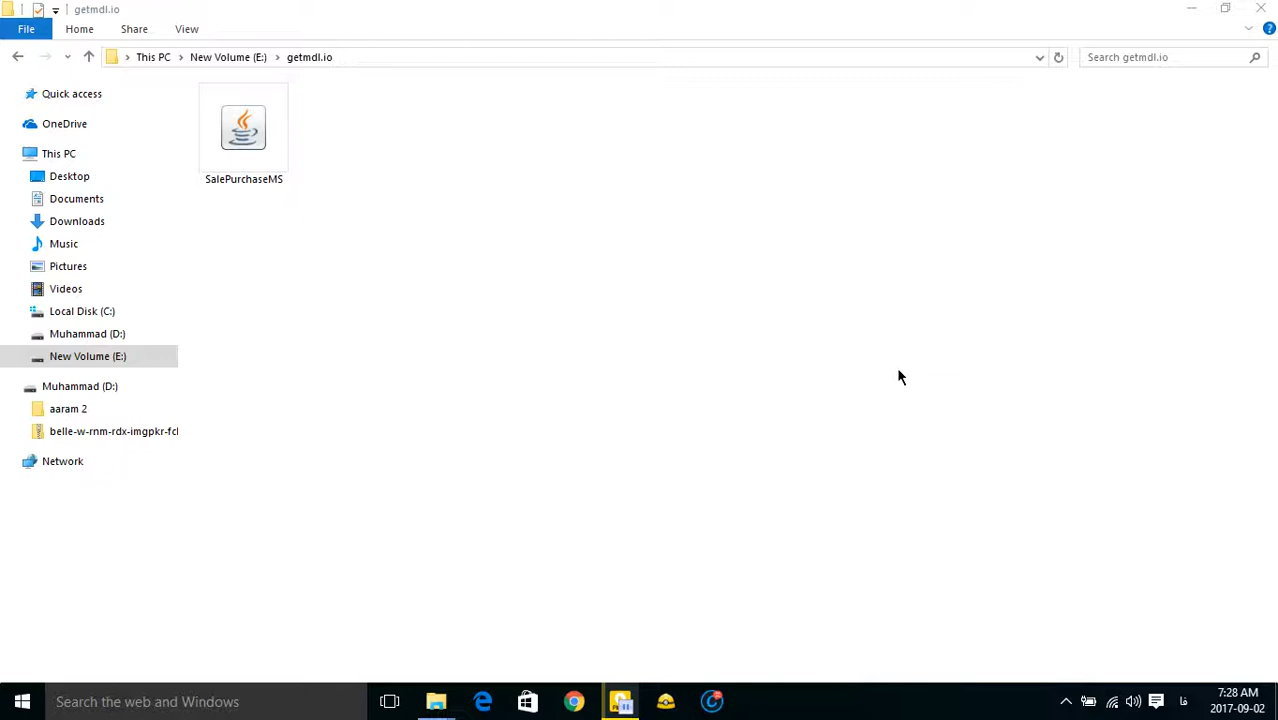 getmdl.io
File
Home
Share
View
This PC
New Volume (E:)
getmdl.io
Search getmdl.io
Quick access
OneDrive
This PC
Desktop
Documents
Downloads
Music
Pictures
Videos
Local Disk (C:)
Muhammad (D:)
New Volume (E:)
Muhammad (D:)
aaram 2
belle-w-rnm-rdx-imgpkr-fcl
Network
SalePurchaseMS
Search the web and Windows
فا
7:28 AM
2017-09-02